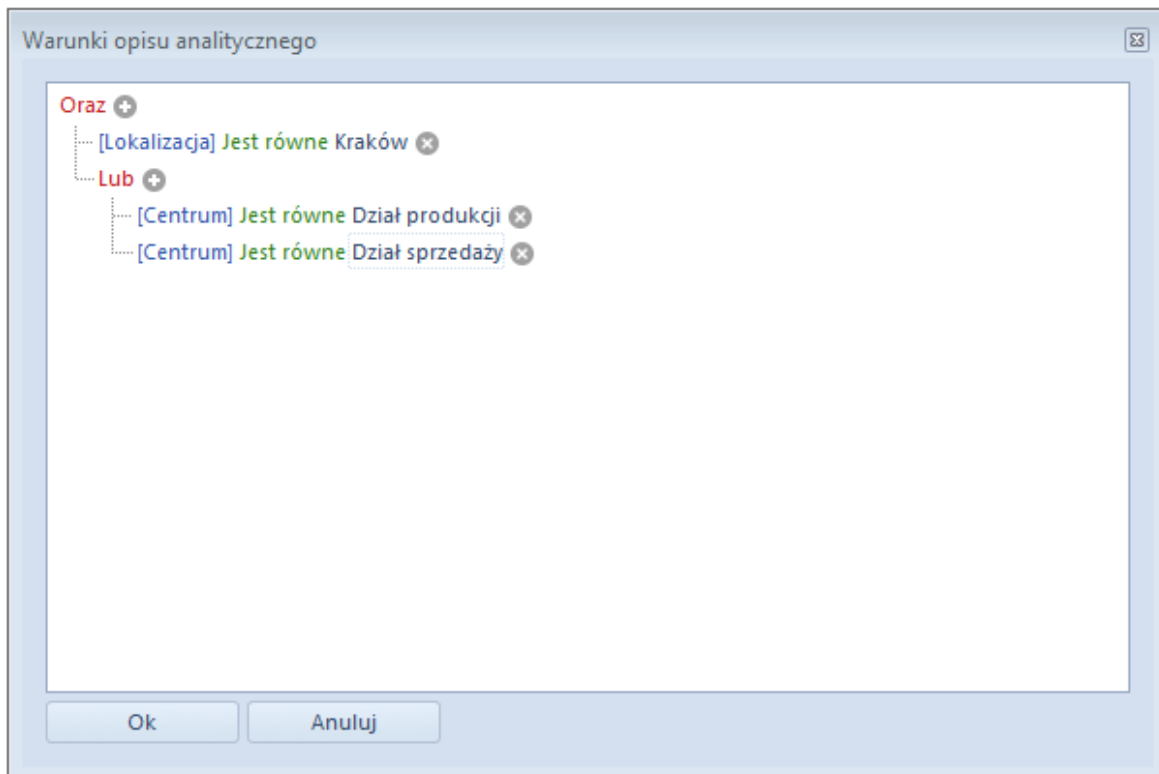 Warunki opisu analitycznego
Oraz
[Lokalizacja] Jest równe Kraków
Lub
[Centrum] Jest równe Dział produkcji
[Centrum] Jest równe Dział sprzedaży
Ok Anuluj